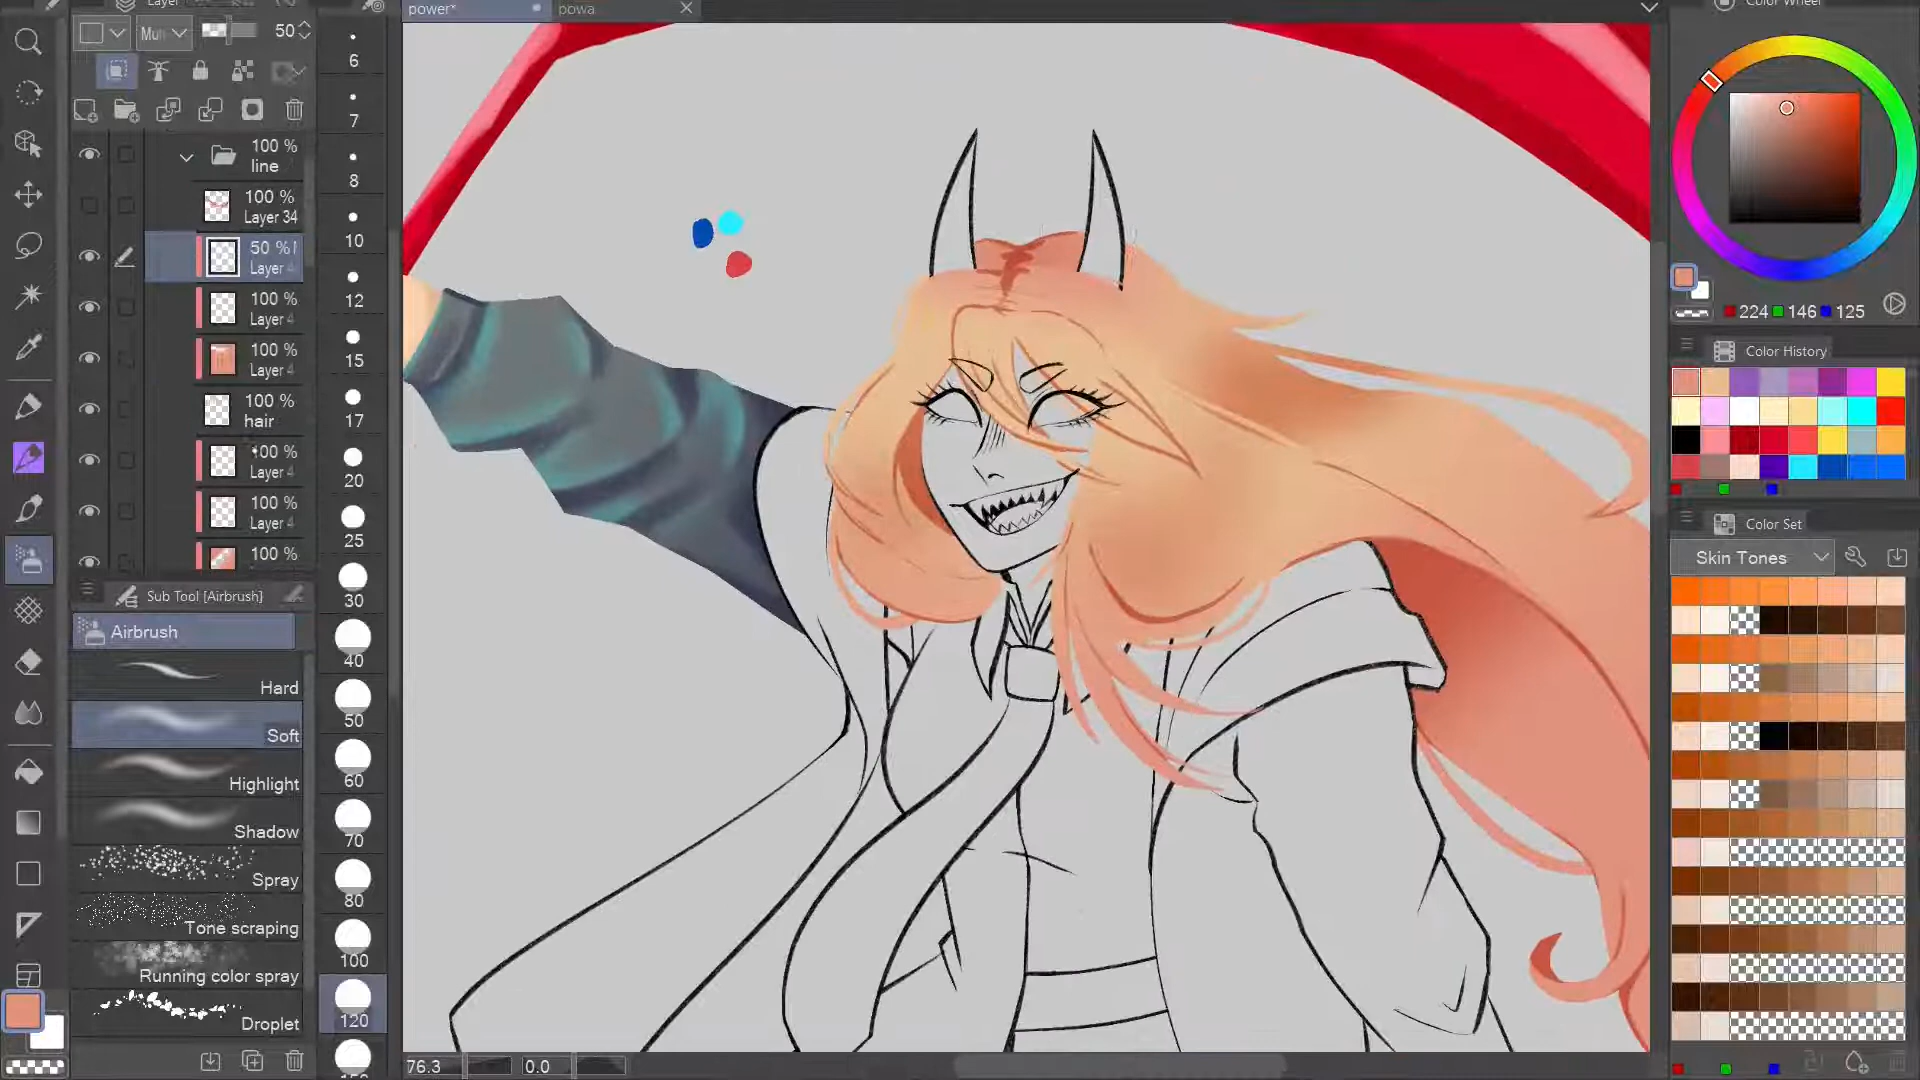 Layer
power*
powa
Color Wheel
Mul
50
6
7
8
10
12
15
17
20
25
30
40
50
60
70
80
100
120
100 %
line
100 %
Layer 34
50 %
Layer
100 %
Layer 4
100 %
Layer 4
100 %
hair
100 %
Layer 4
100 %
Layer 4
100 %
Sub Tool [Airbrush]
Airbrush
Hard
Soft
Highlight
Shadow
Spray
Tone scraping
Running color spray
Droplet
76.3
0.0
224 146 125
Color History
Color Set
Skin Tones